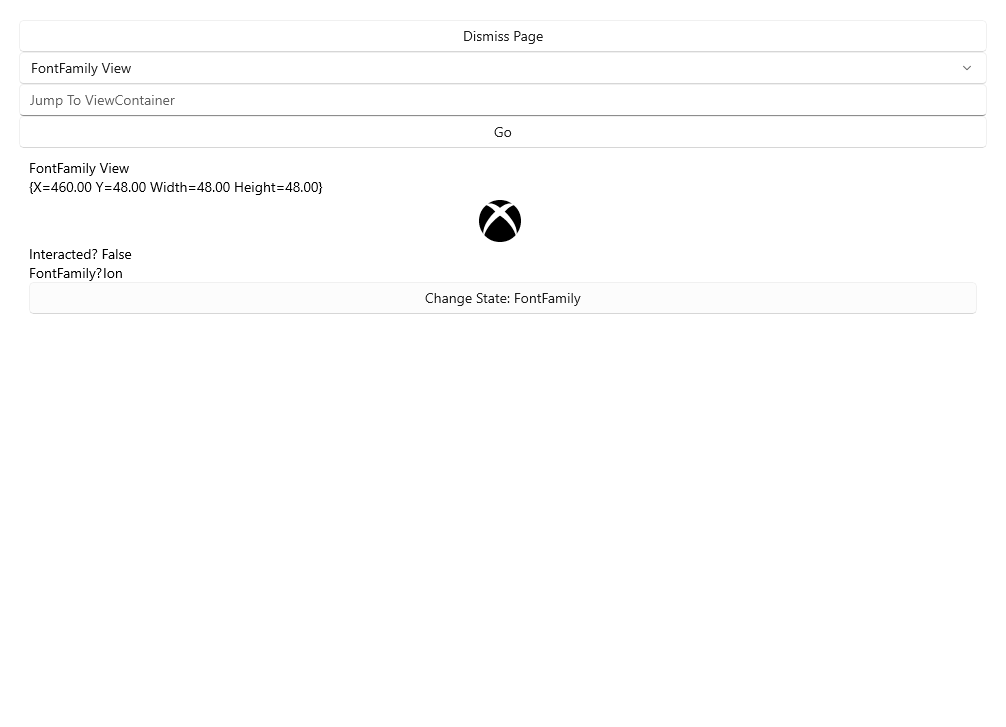 Dismiss Page
FontFamily View
Jump To ViewContainer
Go
FontFamily View
{X=460.00 Y=48.00 Width=48.00 Height=48.00}
Interacted? False
FontFamily?Ion
Change State: FontFamily